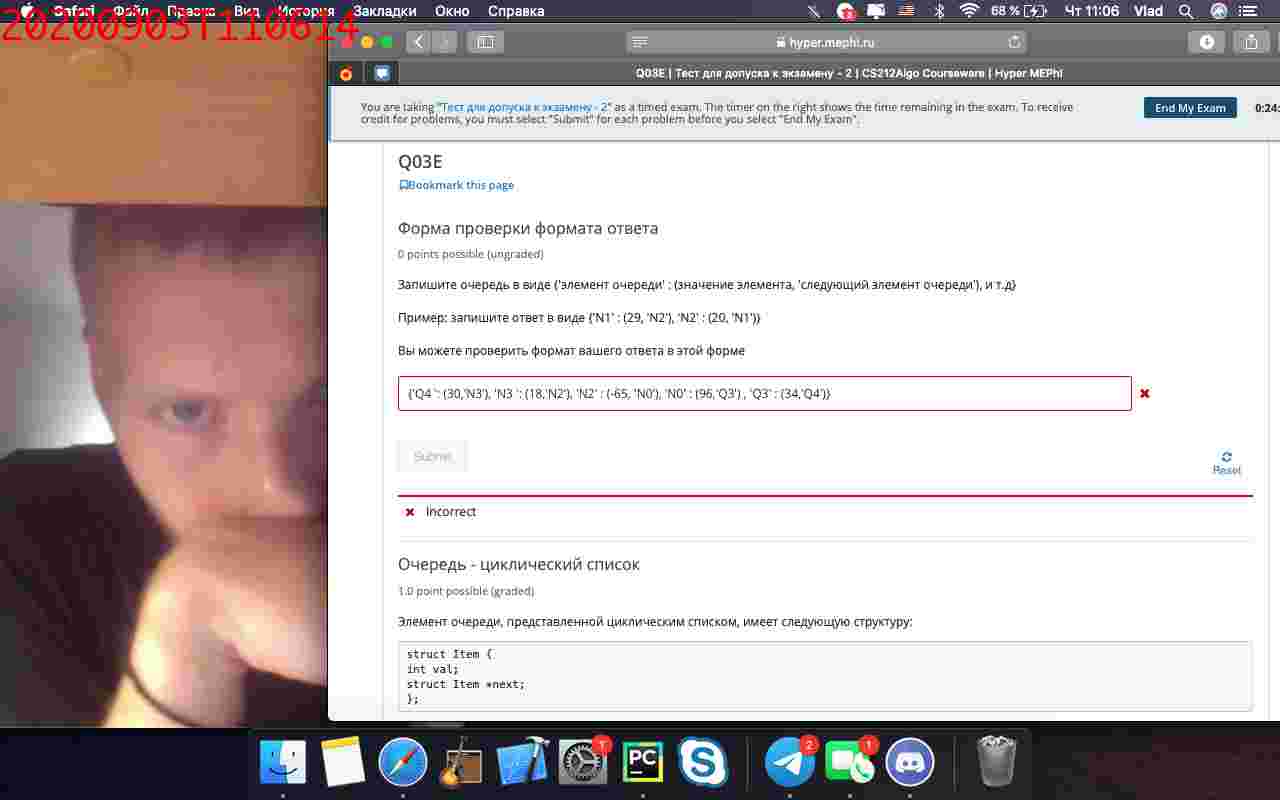 Safari Файл Правка Вид История Закладки Окно Справка 68 % Чт 11:06 Vlad
20200903T110614
hyper.mephi.ru
Q03E | Тест для допуска к экзамену - 2 | CS212Algo Courseware | Hyper MEPhI
You are taking "Тест для допуска к экзамену - 2" as a timed exam. The timer on the right shows the time remaining in the exam. To receive
credit for problems, you must select "Submit" for each problem before you select "End My Exam".
End My Exam
0:24:
Q03E
Bookmark this page
Форма проверки формата ответа
0 points possible (ungraded)
Запишите очередь в виде {'элемент очереди' : (значение элемента, 'следующий элемент очереди'), и т.д}
Пример: запишите ответ в виде {'N1' : (29, 'N2'), 'N2' : (20, 'N1')}
Вы можете проверить формат вашего ответа в этой форме
{'Q4 ': (30,'N3'), 'N3 ': (18,'N2'), 'N2' : (-65, 'N0'), 'N0' : (96,'Q3') , 'Q3' : (34,'Q4')}
Submit
Reset
Incorrect
Очередь - циклический список
1.0 point possible (graded)
Элемент очереди, представленной циклическим списком, имеет следующую структуру:
struct Item {
int val;
struct Item *next;
};
1
PC
2
1